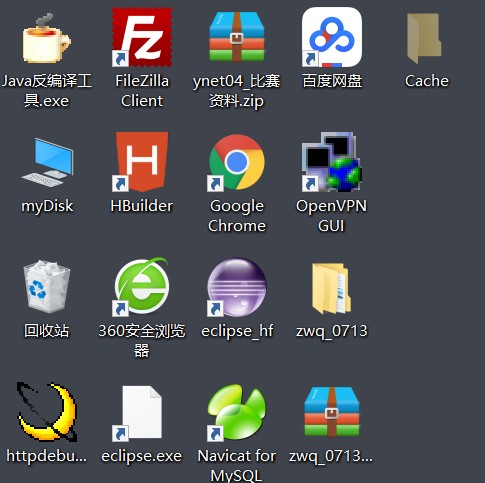 Java反编译工
具.exe
FileZilla
Client
ynet04_比赛
资料.zip
百度网盘
Cache
myDisk
HBuilder
Google
Chrome
OpenVPN
GUI
回收站
360安全浏览
器
eclipse_hf
zwq_0713
httpdebu...
eclipse.exe
Navicat for
MySQL
zwq_0713...